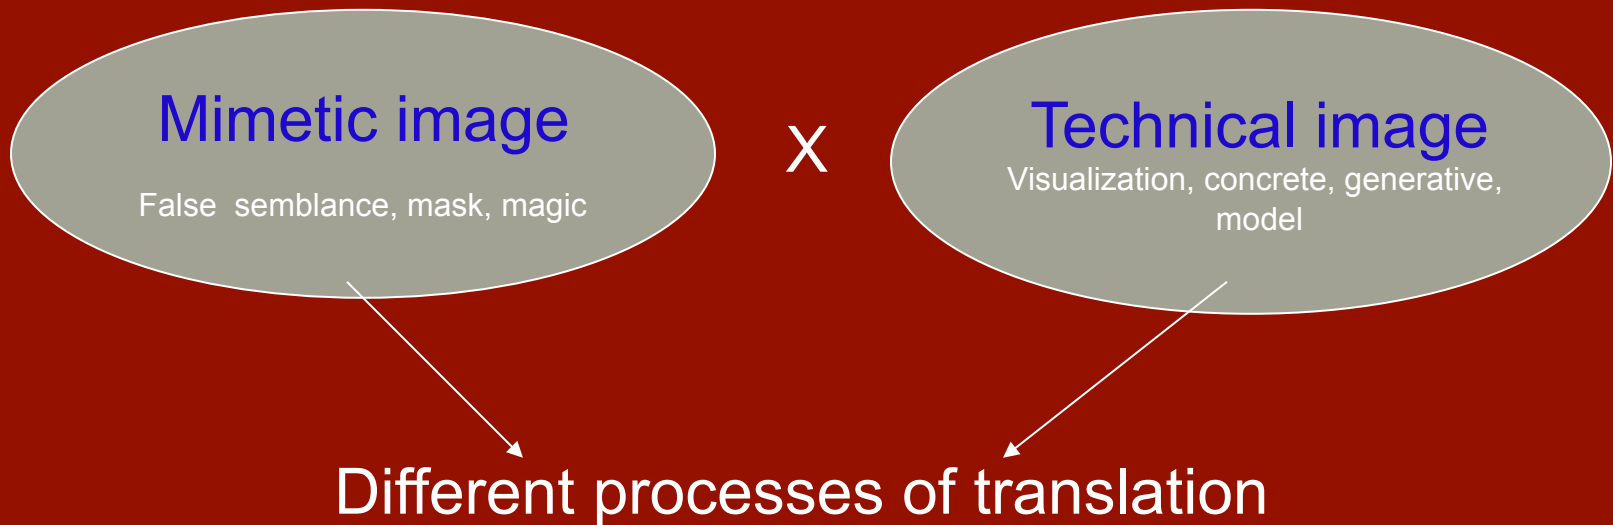 Mimetic image
False  semblance, mask, magic
X
Technical image
Visualization, concrete, generative,
model
Different processes of translation